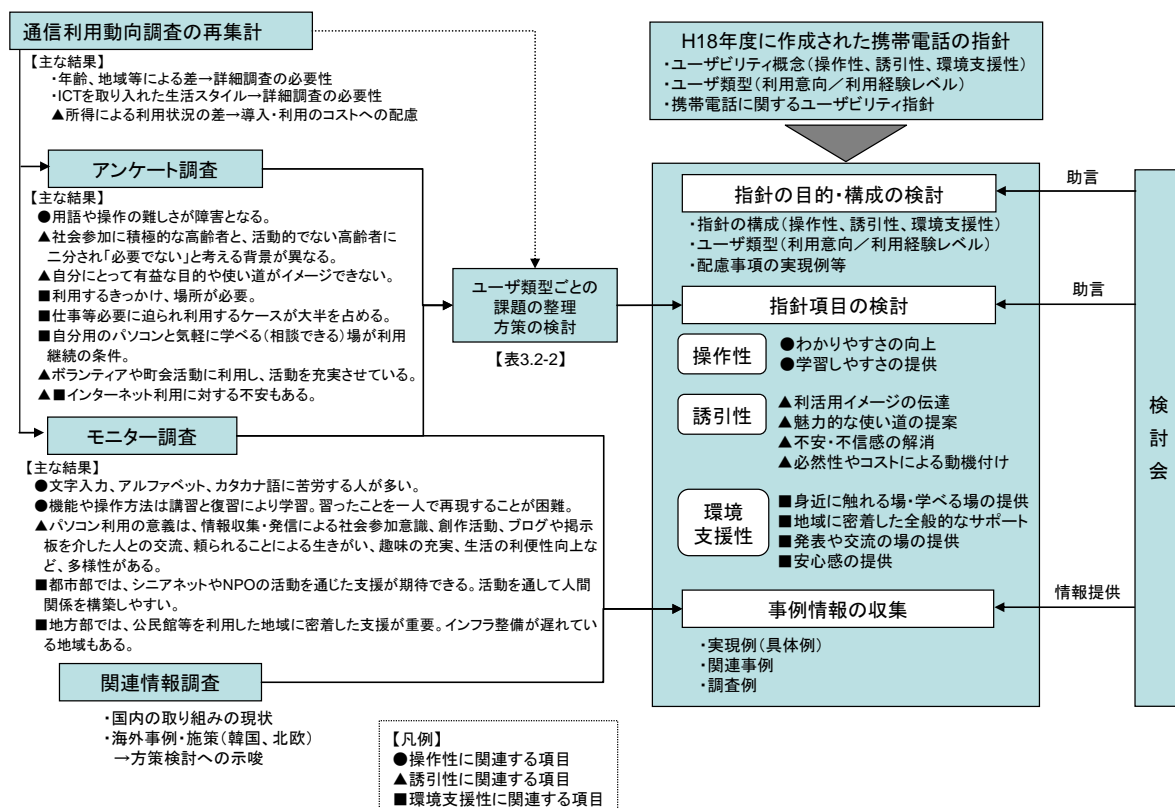 通信利用動向調査の再集計
【主な結果】
・年齢、地域等による差→詳細調査の必要性
・ICTを取り入れた生活スタイル→詳細調査の必要性
▲所得による利用状況の差→導入・利用のコストへの配慮
アンケート調査
【主な結果】
●用語や操作の難しさが障害となる。
▲社会参加に積極的な高齢者と、活動的でない高齢者に
二分され「必要でない」と考える背景が異なる。
▲自分にとって有益な目的や使い道がイメージできない。
■利用するきっかけ、場所が必要。
■仕事等必要に迫られ利用するケースが大半を占める。
■自分用のパソコンと気軽に学べる(相談できる)場が利用
継続の条件。
▲ボランティアや町会活動に利用し、活動を充実させている。
▲■インターネット利用に対する不安もある。
モニター調査
【主な結果】
●文字入力、アルファベット、カタカナ語に苦労する人が多い。
●機能や操作方法は講習と復習により学習。習ったことを一人で再現することが困難。
▲パソコン利用の意義は、情報収集・発信による社会参加意識、創作活動、ブログや掲示
板を介した人との交流、頼られることによる生きがい、趣味の充実、生活の利便性向上な
ど、多様性がある。
■都市部では、シニアネットやNPOの活動を通じた支援が期待できる。活動を通して人間
関係を構築しやすい。
■地方部では、公民館等を利用した地域に密着した支援が重要。インフラ整備が遅れてい
る地域もある。
関連情報調査
・国内の取り組みの現状
・海外事例・施策(韓国、北欧)
→方策検討への示唆
【凡例】
●操作性に関連する項目
▲誘引性に関連する項目
■環境支援性に関連する項目
ユーザ類型ごとの
課題の整理
方策の検討
【表3.2-2】
H18年度に作成された携帯電話の指針
・ユーザビリティ概念(操作性、誘引性、環境支援性)
・ユーザ類型(利用意向/利用経験レベル)
・携帯電話に関するユーザビリティ指針
指針の目的・構成の検討
・指針の構成(操作性、誘引性、環境支援性)
・ユーザ類型(利用意向/利用経験レベル)
・配慮事項の実現例等
指針項目の検討
操作性
●わかりやすさの向上
●学習しやすさの提供
誘引性
▲利活用イメージの伝達
▲魅力的な使い道の提案
▲不安・不信感の解消
▲必然性やコストによる動機付け
環境
支援性
■身近に触れる場・学べる場の提供
■地域に密着した全般的なサポート
■発表や交流の場の提供
■安心感の提供
事例情報の収集
・実現例(具体例)
・関連事例
・調査例
助言
助言
情報提供
検討会